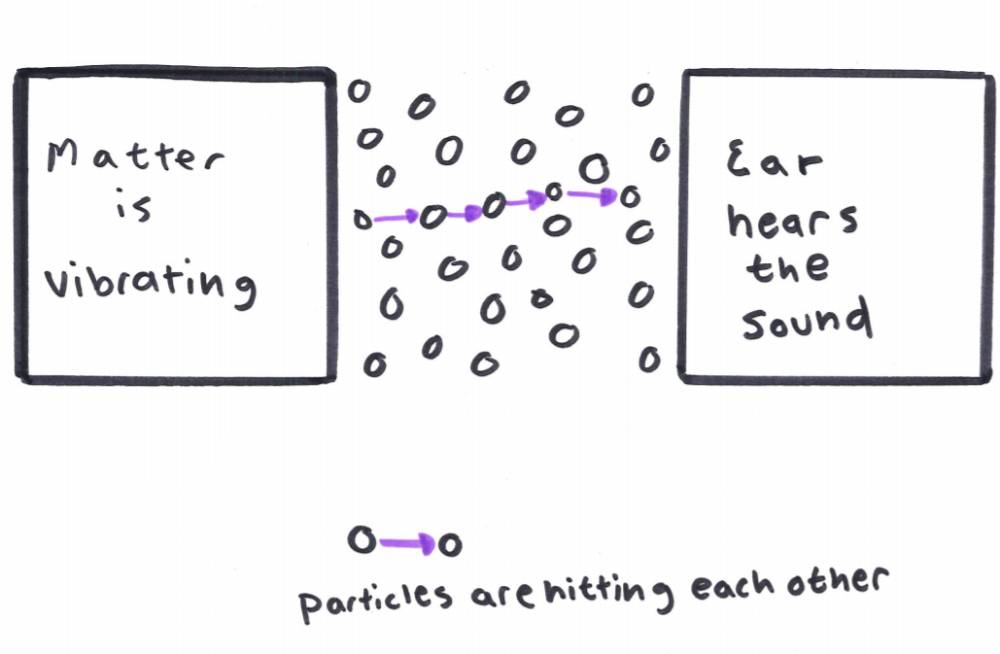 Matter
is
vibrating
Ear
hears
the
sound
particles are hitting each other